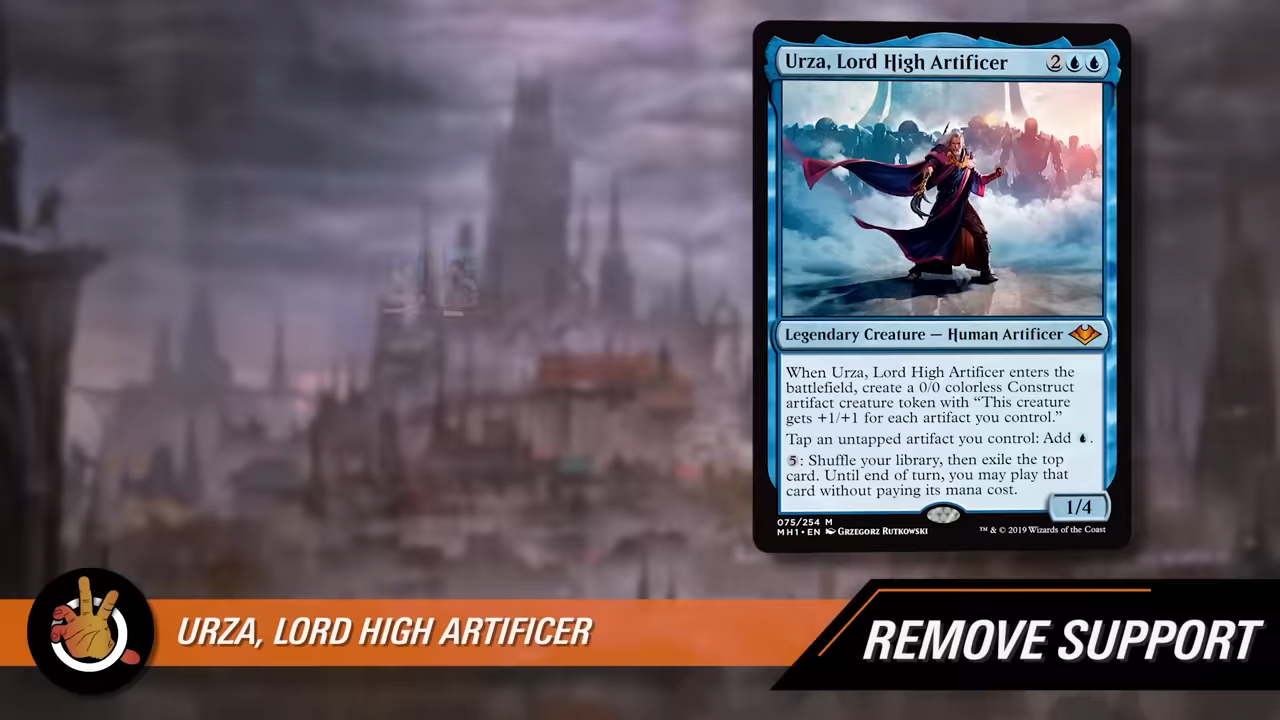 Urza, Lord High Artificer 2
Legendary Creature — Human Artificer
When Urza, Lord High Artificer enters the
battlefield, create a 0/0 colorless Construct
artifact creature token with “This creature
gets +1/+1 for each artifact you control.”
Tap an untapped artifact you control: Add .
5: Shuffle your library, then exile the top
card. Until end of turn, you may play that
card without paying its mana cost.
1/4
075/254 M
MH1 • EN Grzegorz Rutkowski
™ & © 2019 Wizards of the Coast
URZA, LORD HIGH ARTIFICER
REMOVE SUPPORT